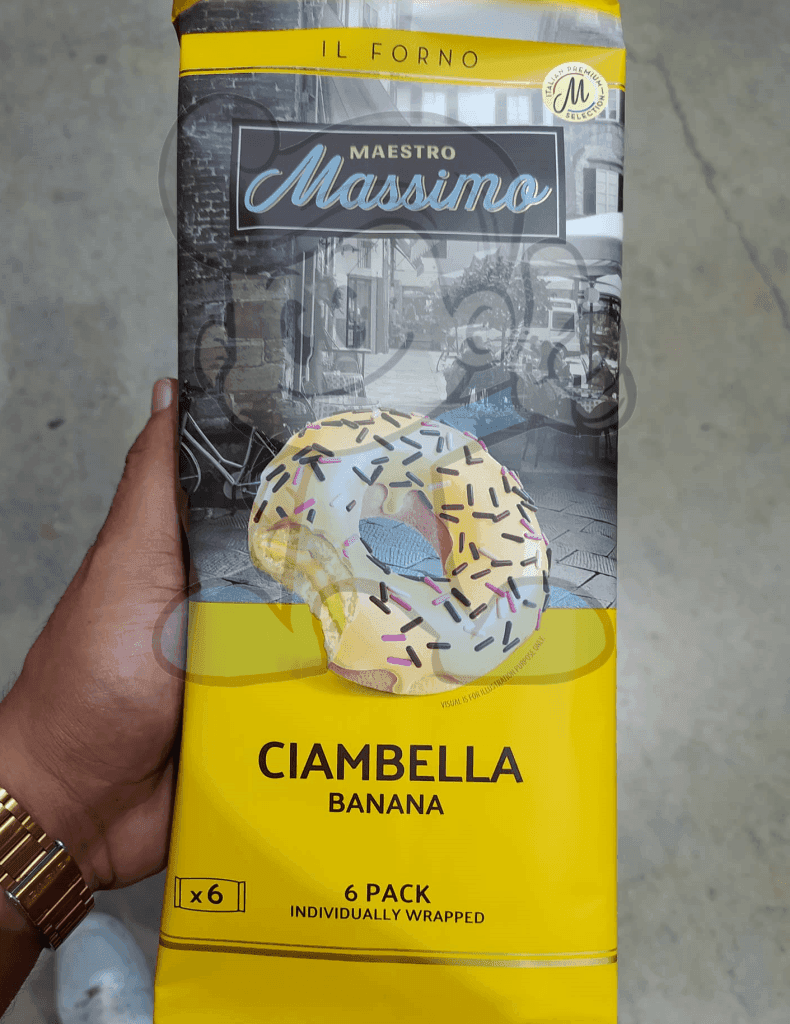 IL FORNO
ITALIAN PREMIUM
M
SELECTION
MAESTRO
Massimo
VISUAL IS FOR ILLUSTRATION PURPOSE ONLY
CIAMBELLA
BANANA
x6
6 PACK
INDIVIDUALLY WRAPPED